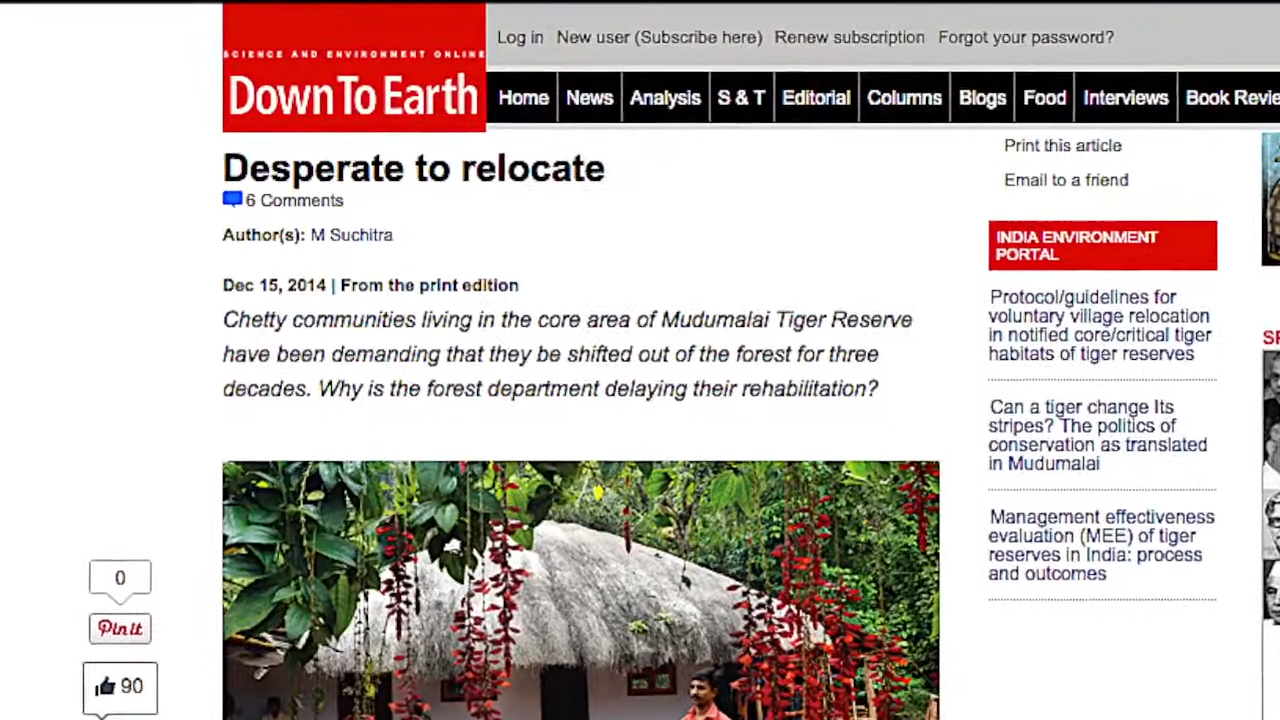 SCIENCE AND ENVIRONMENT ONLINE
DownToEarth
Log in New user (Subscribe here) Renew subscription Forgot your password?
Home News Analysis S & T Editorial Columns Blogs Food Interviews Book
Desperate to relocate
6 Comments
Author(s): M Suchitra
Dec 15, 2014 | From the print edition
Chetty communities living in the core area of Mudumalai Tiger Reserve
have been demanding that they be shifted out of the forest for three
decades. Why is the forest department delaying their rehabilitation?
0
Pin it
90
Print this article
Email to a friend
INDIA ENVIRONMENT
PORTAL
Protocol/guidelines for
voluntary village relocation
in notified core/critical tiger
habitats of tiger reserves
Can a tiger change Its
stripes? The politics of
conservation as translated
in Mudumalai
Management effectiveness
evaluation (MEE) of tiger
reserves in India: process
and outcomes